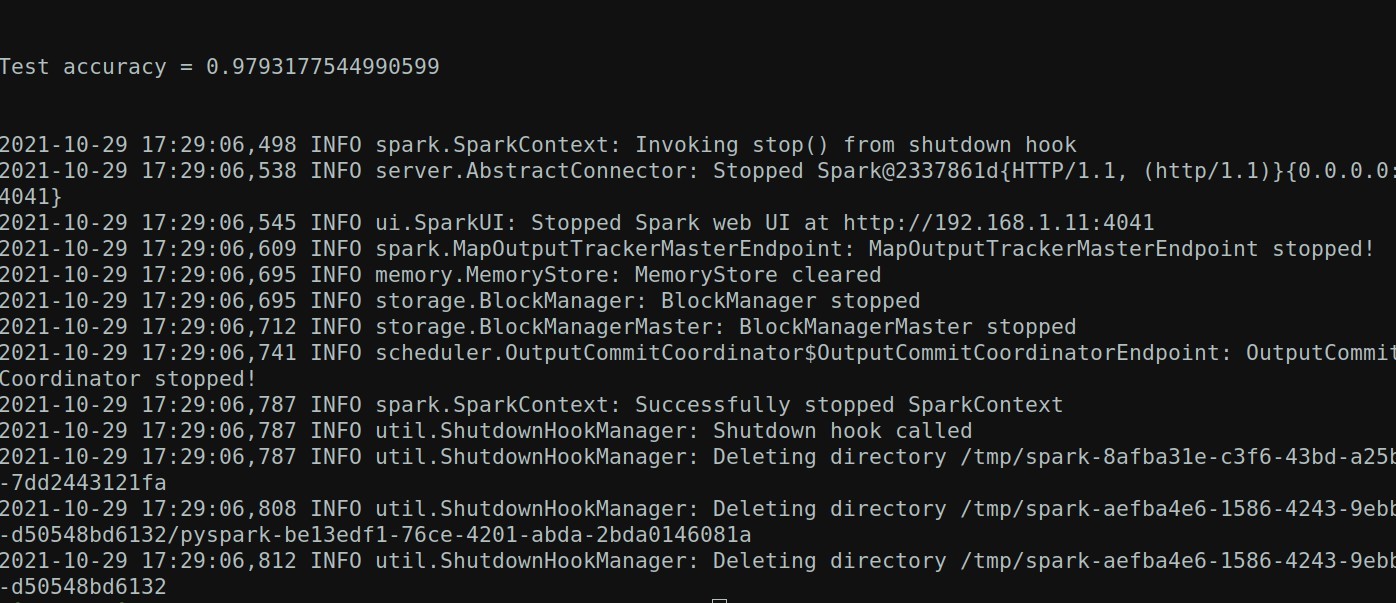 Test accuracy = 0.9793177544990599
2021-10-29 17:29:06,498 INFO spark.SparkContext: Invoking stop() from shutdown hook
2021-10-29 17:29:06,538 INFO server.AbstractConnector: Stopped Spark@2337861d{HTTP/1.1, (http/1.1)}{0.0.0.0:
4041}
2021-10-29 17:29:06,545 INFO ui.SparkUI: Stopped Spark web UI at http://192.168.1.11:4041
2021-10-29 17:29:06,609 INFO spark.MapOutputTrackerMasterEndpoint: MapOutputTrackerMasterEndpoint stopped!
2021-10-29 17:29:06,695 INFO memory.MemoryStore: MemoryStore cleared
2021-10-29 17:29:06,695 INFO storage.BlockManager: BlockManager stopped
2021-10-29 17:29:06,712 INFO storage.BlockManagerMaster: BlockManagerMaster stopped
2021-10-29 17:29:06,741 INFO scheduler.OutputCommitCoordinator$OutputCommitCoordinatorEndpoint: OutputCommit
Coordinator stopped!
2021-10-29 17:29:06,787 INFO spark.SparkContext: Successfully stopped SparkContext
2021-10-29 17:29:06,787 INFO util.ShutdownHookManager: Shutdown hook called
2021-10-29 17:29:06,787 INFO util.ShutdownHookManager: Deleting directory /tmp/spark-8afba31e-c3f6-43bd-a25b
-7dd2443121fa
2021-10-29 17:29:06,808 INFO util.ShutdownHookManager: Deleting directory /tmp/spark-aefba4e6-1586-4243-9ebb
-d50548bd6132/pyspark-be13edf1-76ce-4201-abda-2bda0146081a
2021-10-29 17:29:06,812 INFO util.ShutdownHookManager: Deleting directory /tmp/spark-aefba4e6-1586-4243-9ebb
-d50548bd6132